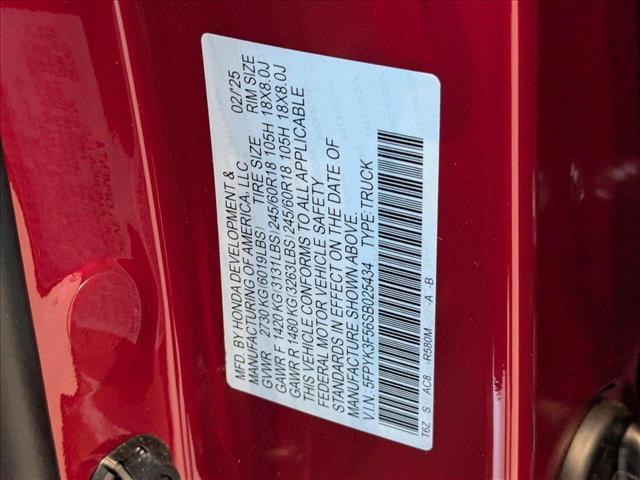 MFD. BY HONDA DEVELOPMENT & 02/'25
MANUFACTURING OF AMERICA, LLC. TIRE SIZE RIM SIZE
GVWR 2730 KG(6019LBS)
GAWR F 1420 KG(3131LBS) 245/60R18 105H 18X8.0J
GAWR R 1480 KG(3263LBS) 245/60R18 105H 18X8.0J
THIS VEHICLE CONFORMS TO ALL APPLICABLE
FEDERAL MOTOR VEHICLE SAFETY
STANDARDS IN EFFECT ON THE DATE OF
MANUFACTURE SHOWN ABOVE.
V.I.N. 5FPYK3F56SB025434 TYPE:TRUCK
T6Z S AC8 -R580M -A -B